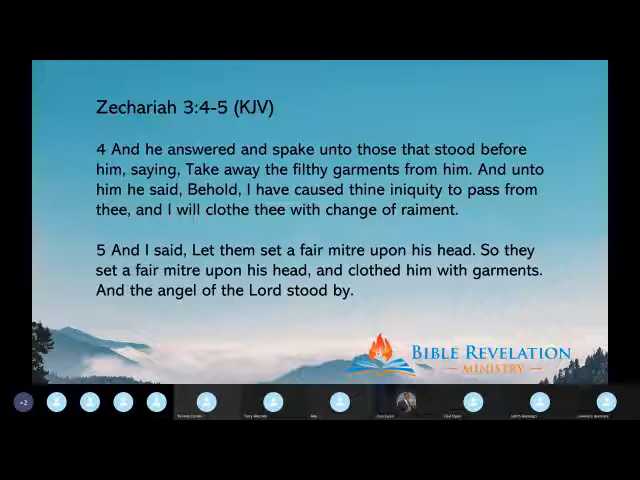 Zechariah 3:4-5 (KJV)
4 And he answered and spake unto those that stood before
him, saying, Take away the filthy garments from him. And unto
him he said, Behold, I have caused thine iniquity to pass from
thee, and I will clothe thee with change of raiment.
5 And I said, Let them set a fair mitre upon his head. So they
set a fair mitre upon his head, and clothed him with garments.
And the angel of the Lord stood by.
BIBLE REVELATION
MINISTRY
+2